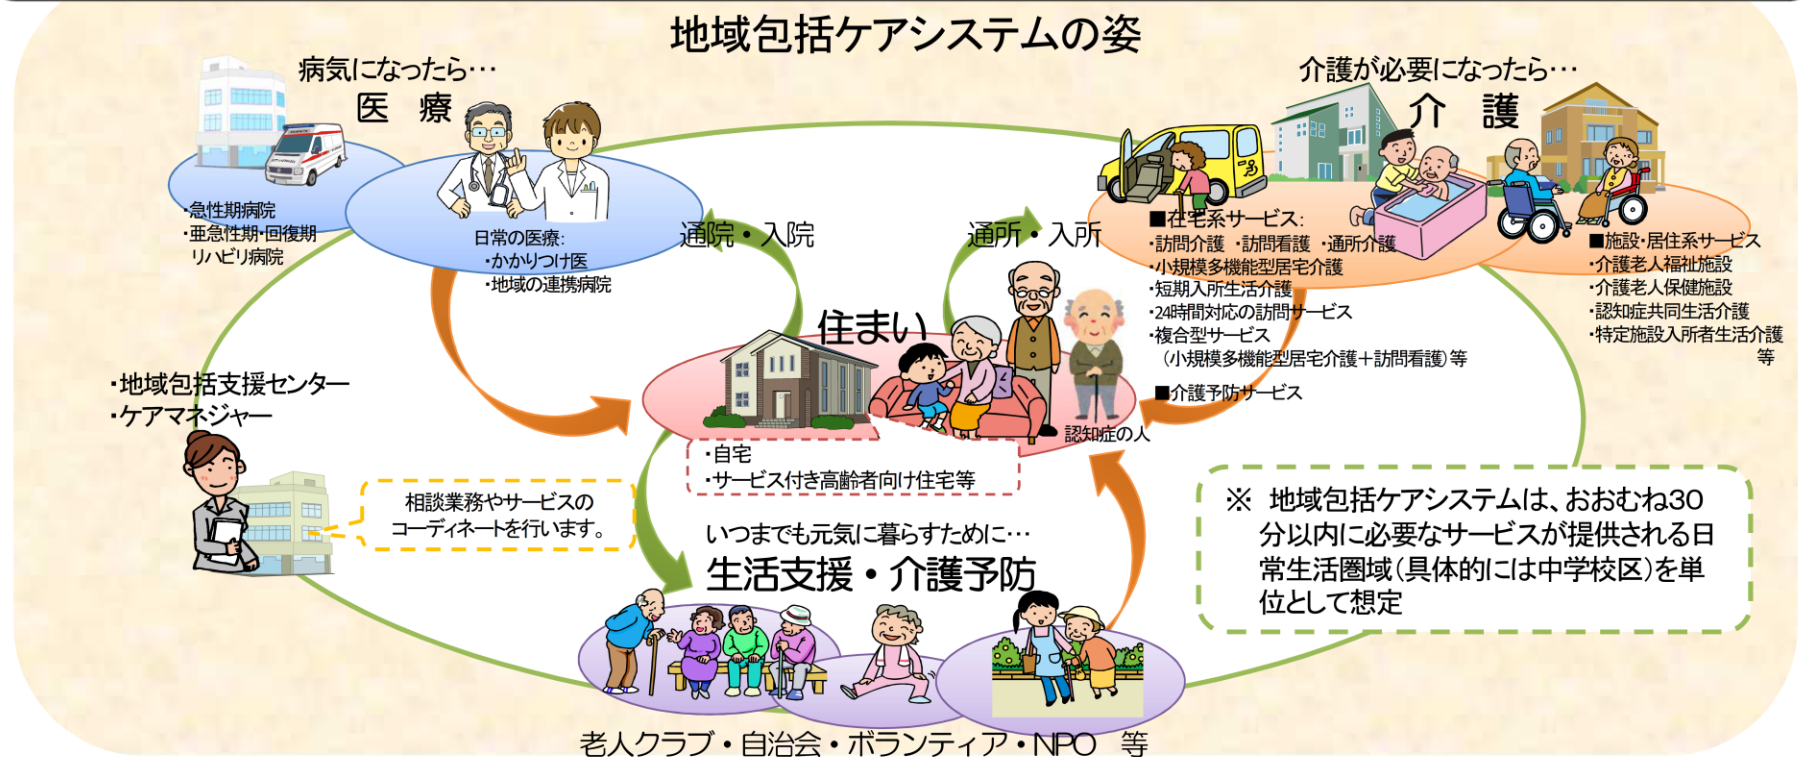 地域包括ケアシステムの姿
病気になったら…
医 療
・急性期病院
・亜急性期・回復期
リハビリ病院
日常の医療：
・かかりつけ医
・地域の連携病院
通院・入院
通所・入所
介護が必要になったら…
介 護
■在宅系サービス：
・訪問介護 ・訪問看護 ・通所介護
・小規模多機能型居宅介護
・短期入所生活介護
・24時間対応の訪問サービス
・複合型サービス
（小規模多機能型居宅介護＋訪問看護）等
■介護予防サービス
■施設・居住系サービス
・介護老人福祉施設
・介護老人保健施設
・認知症共同生活介護
・特定施設入所者生活介護
等
住まい
認知症の人
・自宅
・サービス付き高齢者向け住宅等
・地域包括支援センター
・ケアマネジャー
相談業務やサービスの
コーディネートを行います。
いつまでも元気に暮らすために…
生活支援・介護予防
老人クラブ・自治会・ボランティア・NPO 等
※ 地域包括ケアシステムは、おおむね30
分以内に必要なサービスが提供される日
常生活圏域（具体的には中学校区）を単
位として想定